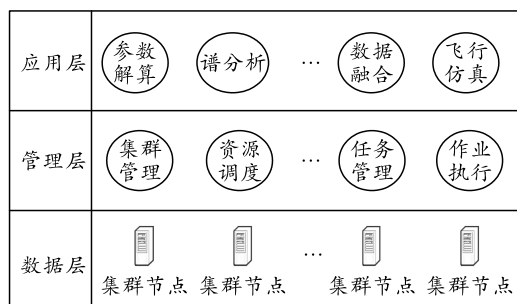 应用层 参数解算 谱分析 … 数据融合 飞行仿真
管理层 集群管理 资源调度 … 任务管理 作业执行
数据层 集群节点 集群节点 … 集群节点 集群节点